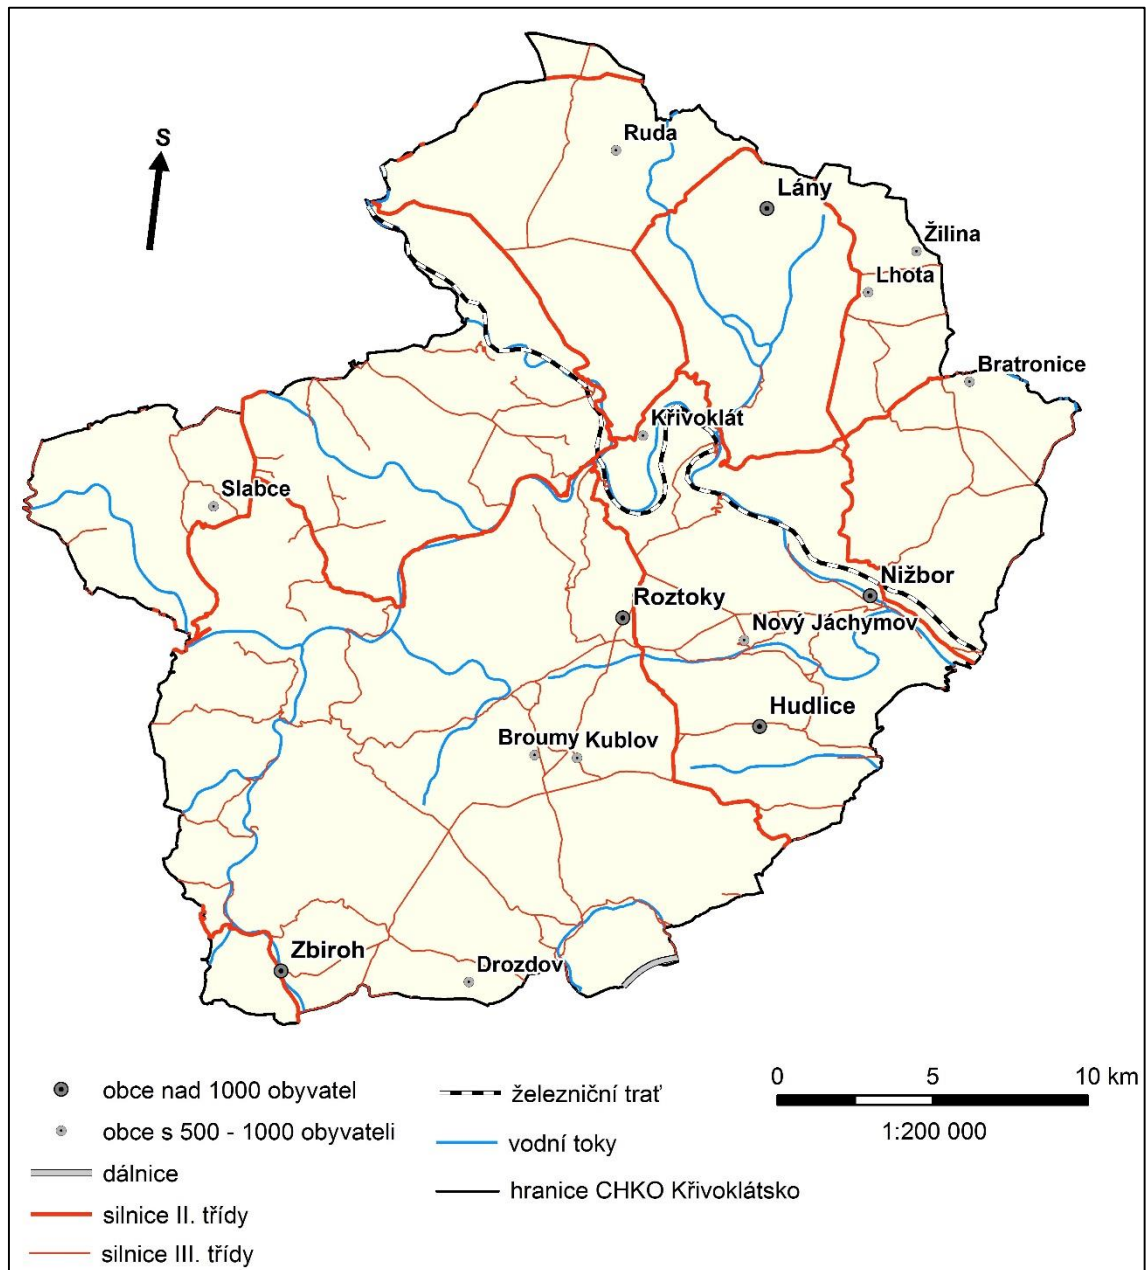 S
Ruda
Lány
Žilina
Lhota
Bratronice
Křivoklát
Slabce
Nižbor
Roztoky
Nový Jáchymov
Hudlice
Broumy Kublov
Zbiroh
Drozdov
obce nad 1000 obyvatel
obce s 500 - 1000 obyvateli
dálnice
silnice II. třídy
silnice III. třídy
železniční trať
vodní toky
hranice CHKO Křivoklátsko
0 5 10 km
1:200 000